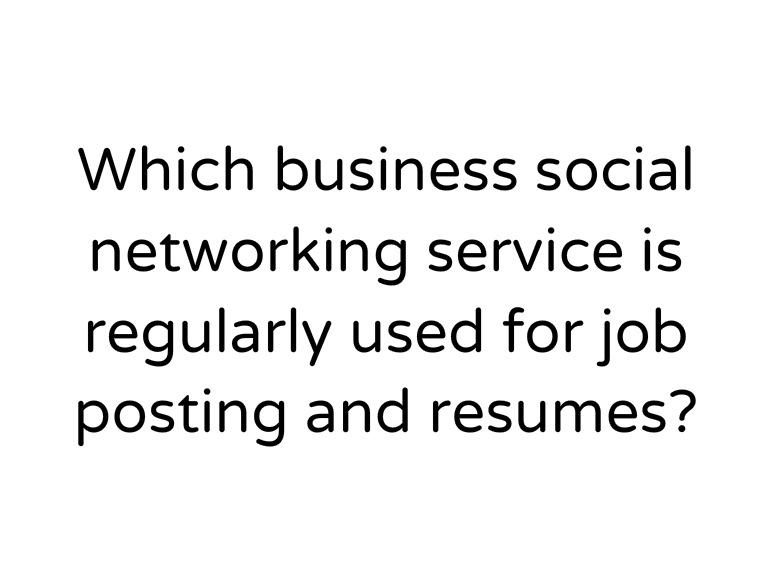 Which business social
networking service is
regularly used for job
posting and resumes?